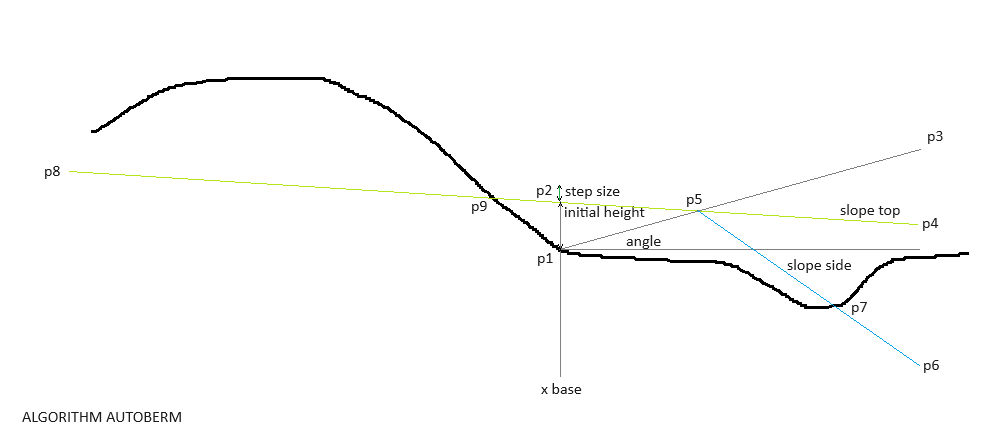 p3
p8
p2
step size
p5
p9
initial height
slope top
p4
angle
p1
slope side
p7
p6
x base
ALGORITHM AUTOBERM